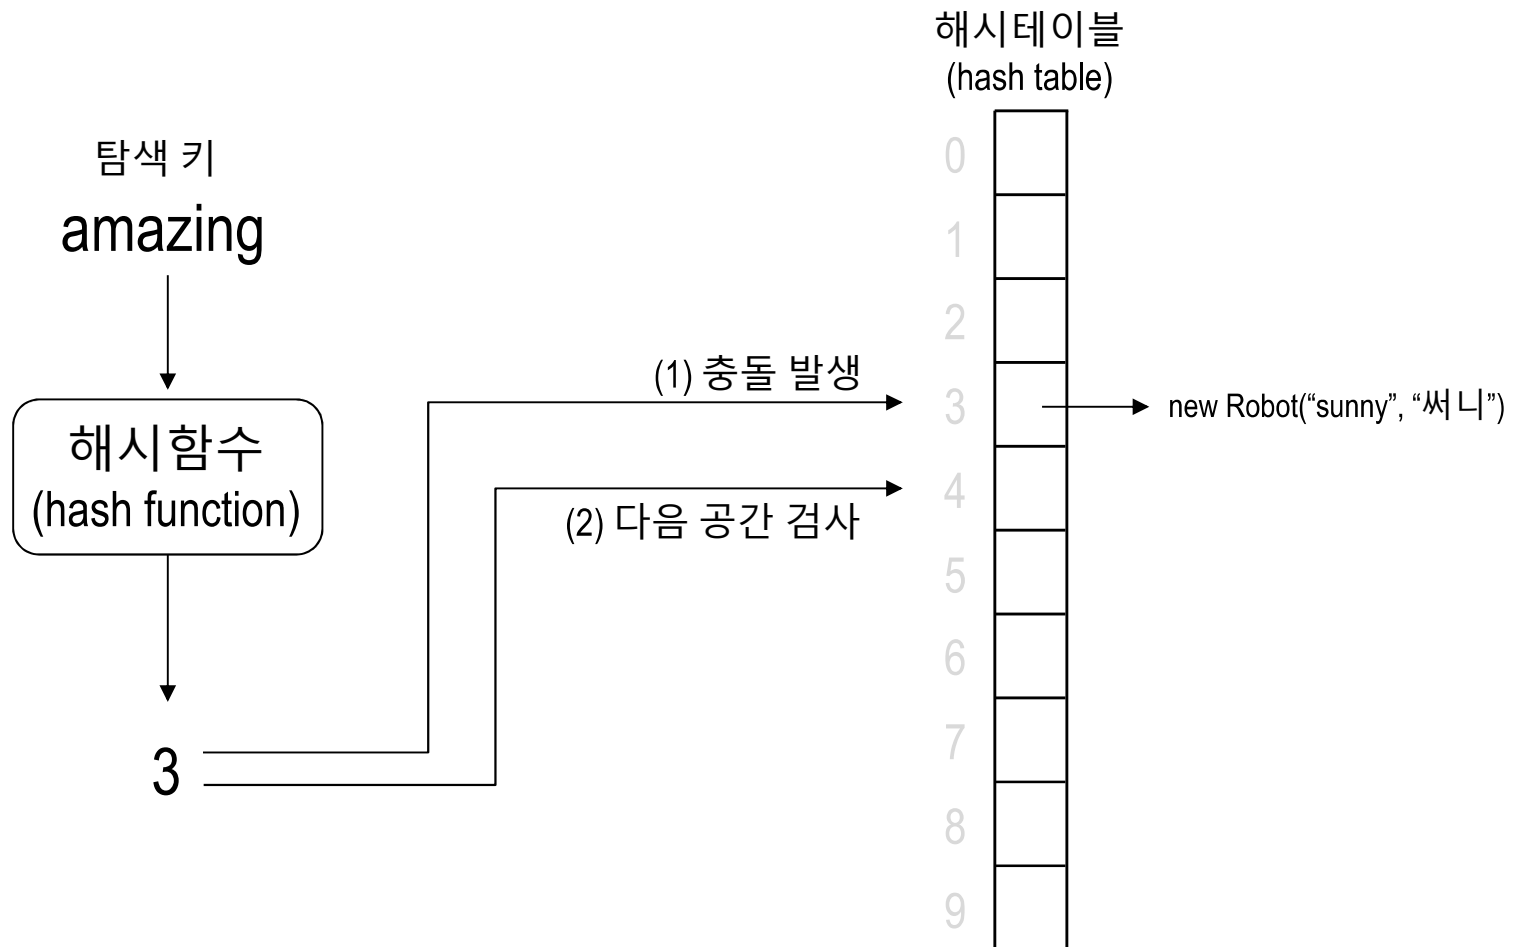 해시테이블
(hash table)
탐색 키
amazing
해시함수
(hash function)
3
(1) 충돌 발생
(2) 다음 공간 검사
0
1
2
3
4
5
6
7
8
9
new Robot(“sunny”, “써니”)